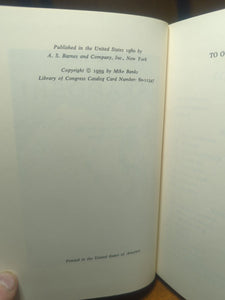 Published in the United States 1960 by
A. S. Barnes and Company, Inc., New York
Copyright © 1959 by Mike Banks
Library of Congress Catalog Card Number:
Printed in the United States of America
TO O